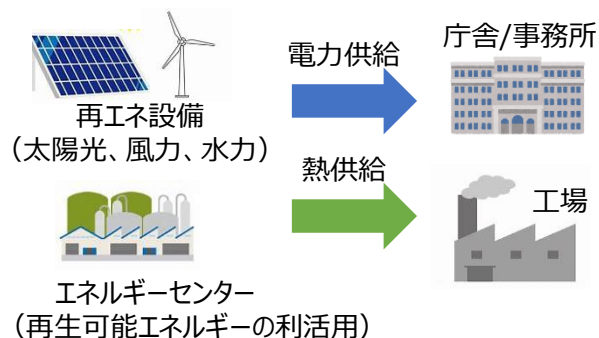 再エネ設備
（太陽光、風力、水力）
エネルギーセンター
（再生可能エネルギーの利活用）
電力供給
熱供給
庁舎/事務所
工場